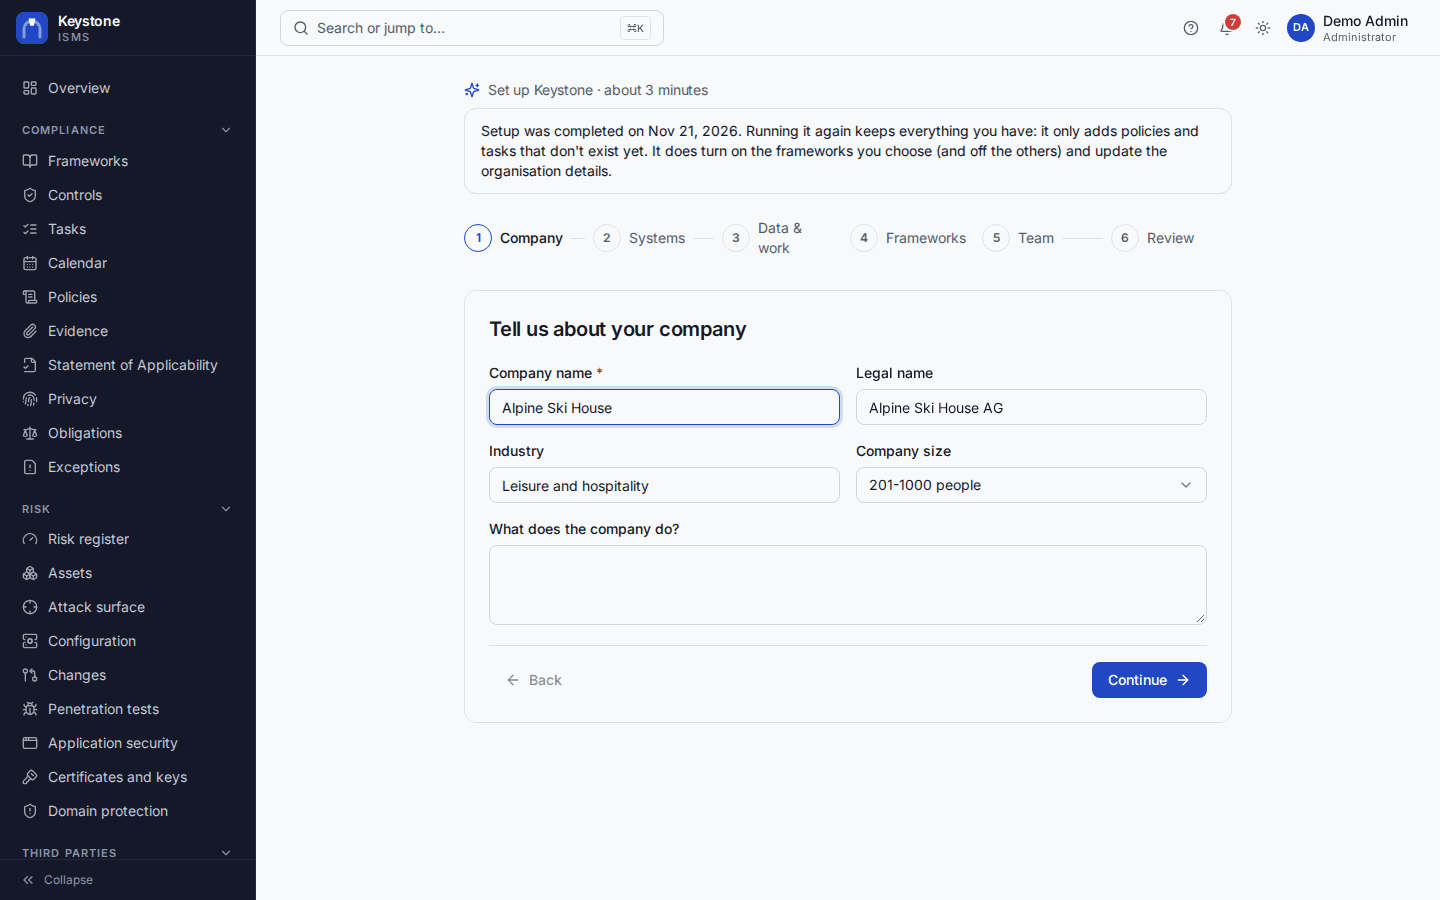 Keystone
ISMS
Search or jump to...
⌘K
7
DA
Demo Admin
Administrator
Overview
COMPLIANCE
Frameworks
Controls
Tasks
Calendar
Policies
Evidence
Statement of Applicability
Privacy
Obligations
Exceptions
RISK
Risk register
Assets
Attack surface
Configuration
Changes
Penetration tests
Application security
Certificates and keys
Domain protection
THIRD PARTIES
Collapse
Set up Keystone · about 3 minutes
Setup was completed on Nov 21, 2026. Running it again keeps everything you have: it only adds policies and
tasks that don't exist yet. It does turn on the frameworks you choose (and off the others) and update the
organisation details.
1 Company
2 Systems
3 Data & work
4 Frameworks
5 Team
6 Review
Tell us about your company
Company name *
Alpine Ski House
Legal name
Alpine Ski House AG
Industry
Leisure and hospitality
Company size
201-1000 people
What does the company do?
Back
Continue